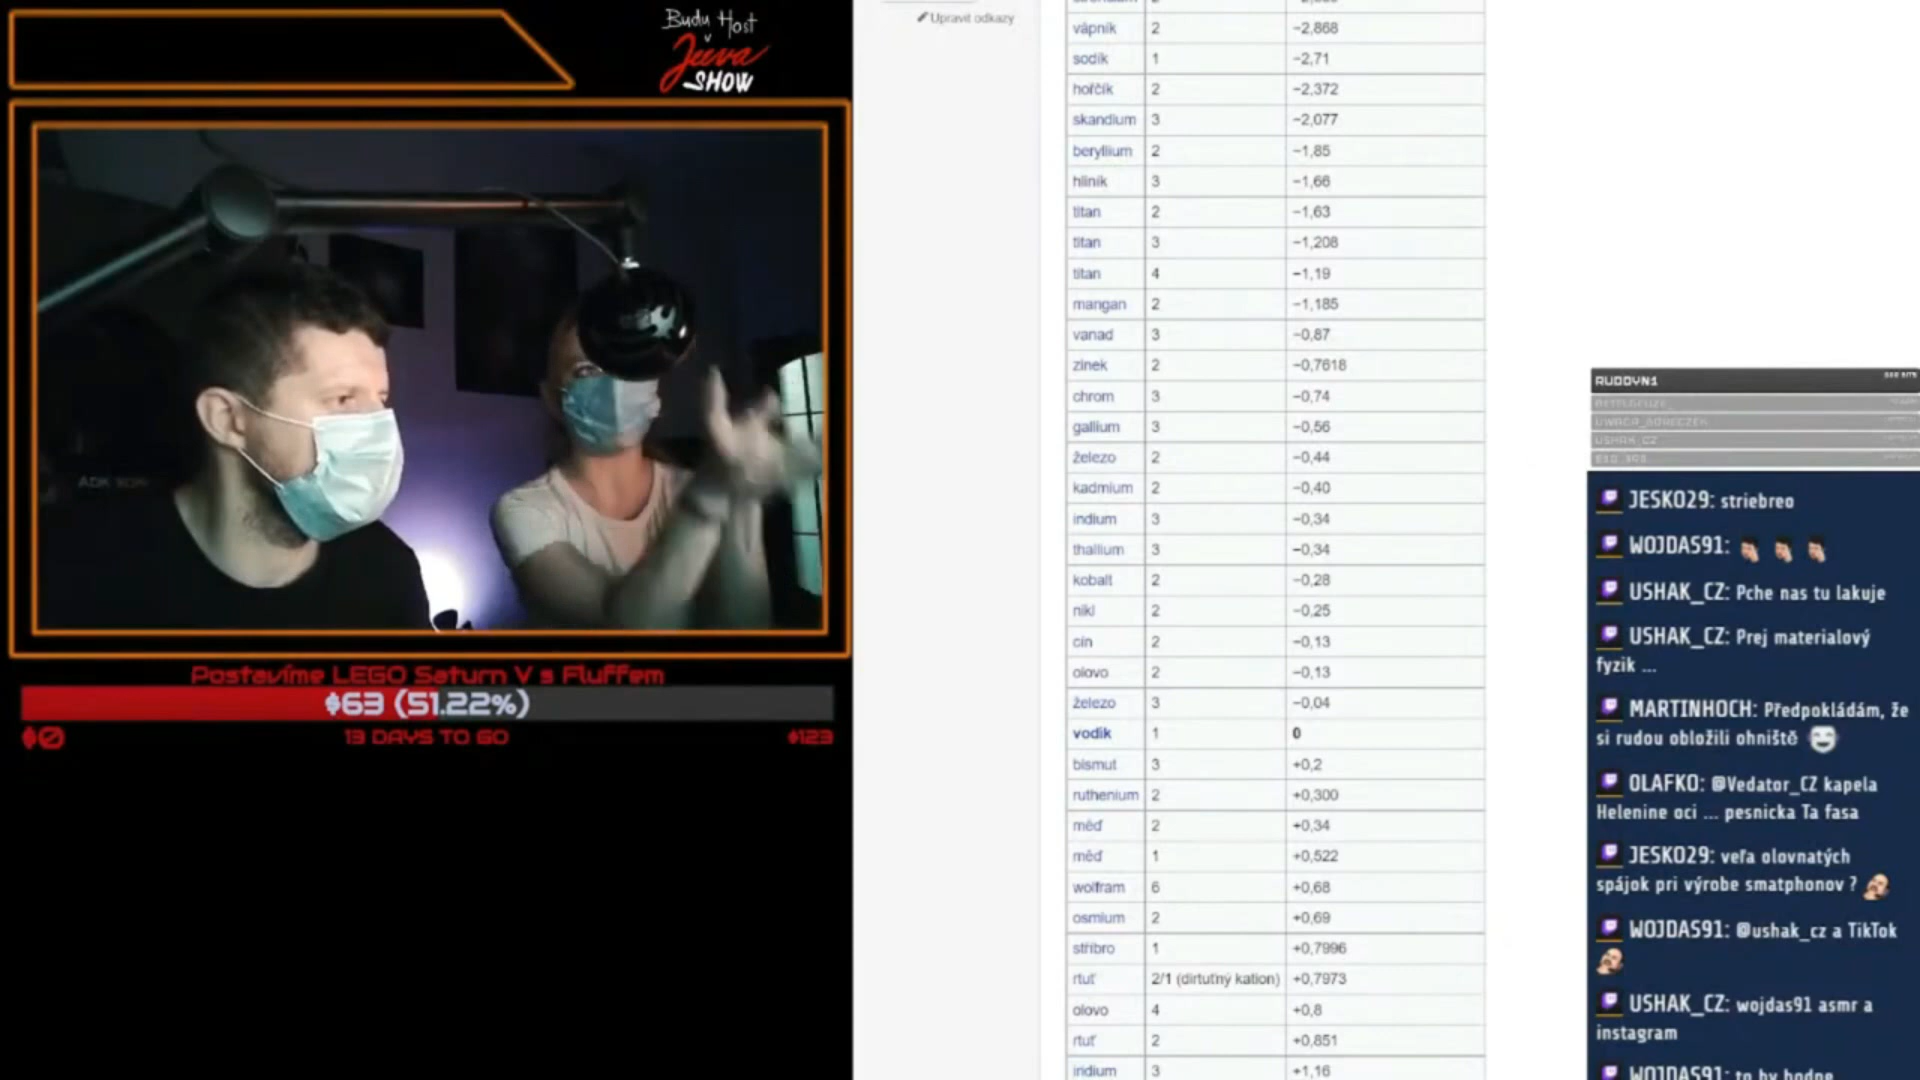 Budu Host
v
Jeeva
SHOW
Postavíme LEGO Saturn V s Fluffem
$63 (51.22%)
$0 13 DAYS TO GO $123
Upravit odkazy
vápník 2 −2,868
sodík 1 −2,71
hořčík 2 −2,372
skandium 3 −2,077
beryllium 2 −1,85
hliník 3 −1,66
titan 2 −1,63
titan 3 −1,208
titan 4 −1,19
mangan 2 −1,185
vanad 3 −0,87
zinek 2 −0,7618
chrom 3 −0,74
gallium 3 −0,56
železo 2 −0,44
kadmium 2 −0,40
indium 3 −0,34
thallium 3 −0,34
kobalt 2 −0,28
nikl 2 −0,25
cín 2 −0,13
olovo 2 −0,13
železo 3 −0,04
vodík 1 0
bismut 3 +0,2
ruthenium 2 +0,300
měď 2 +0,34
měď 1 +0,522
wolfram 6 +0,68
osmium 2 +0,69
stříbro 1 +0,7996
rtuť 2/1 (dirtutný kation) +0,7973
olovo 4 +0,8
rtuť 2 +0,851
iridium 3 +1,16
RUDDYN1
USHAK_CZ
JESKO29: striebreo
WOJDAS91:
USHAK_CZ: Pche nas tu lakuje
USHAK_CZ: Prej materialový
fyzik ...
MARTINHOCH: Předpokládám, že
si rudou obložili ohniště
OLAFKO: @Vedator_CZ kapela
Helenine oci ... pesnicka Ta fasa
JESKO29: veľa olovnatých
spájok pri výrobe smatphonov ?
WOJDAS91: @ushak_cz a TikTok
USHAK_CZ: wojdas91 asmr a
instagram
WOJDAS91: to by hodne